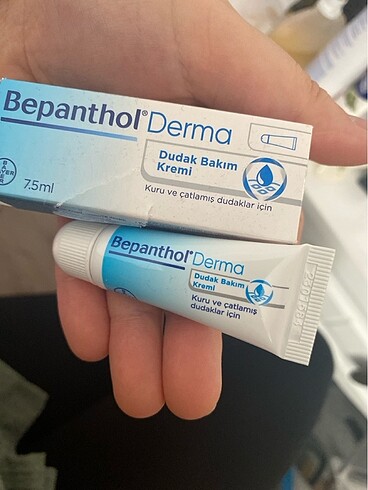 Bepanthol® Derma
Dudak Bakım
Kremi
Kuru ve çatlamış dudaklar için
7.5ml
BAYER
Bepanthol® Derma
Dudak Bakım
Kremi
Kuru ve çatlamış
dudaklar için